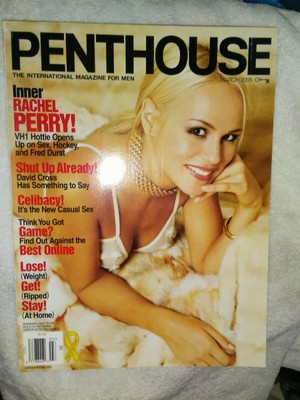 PENTHOUSE
THE INTERNATIONAL MAGAZINE FOR MEN
MARCH 2005
Inner
RACHEL
PERRY!
VH1 Hottie Opens
Up on Sex, Hockey,
and Fred Durst
Shut Up Already!
David Cross
Has Something to Say
Celibacy!
It's the New Casual Sex
Think You Got
Game?
Find Out Against the
Best Online
Lose!
(Weight)
Get!
(Ripped)
Stay!
(At Home)